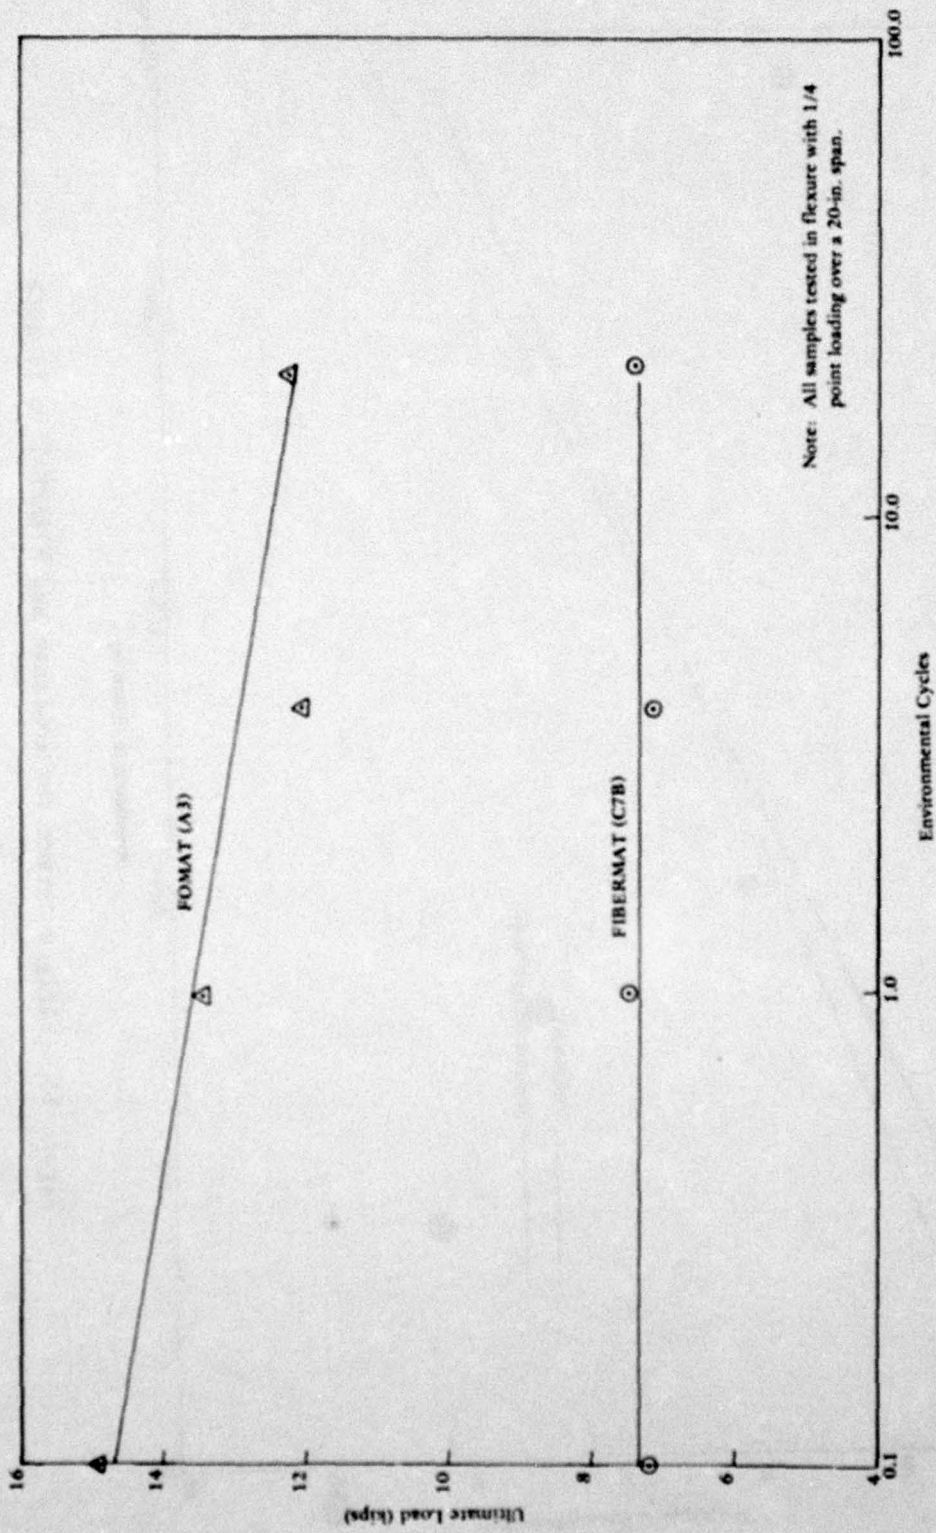 Ultimate Load (kips)
16
14
12
10
8
6
4
FOMAT (A3)
FIBERMAT (C7B)
Note: All samples tested in flexure with 1/4
point loading over a 20-in. span.
0.1
1.0
10.0
100.0
Environmental Cycles